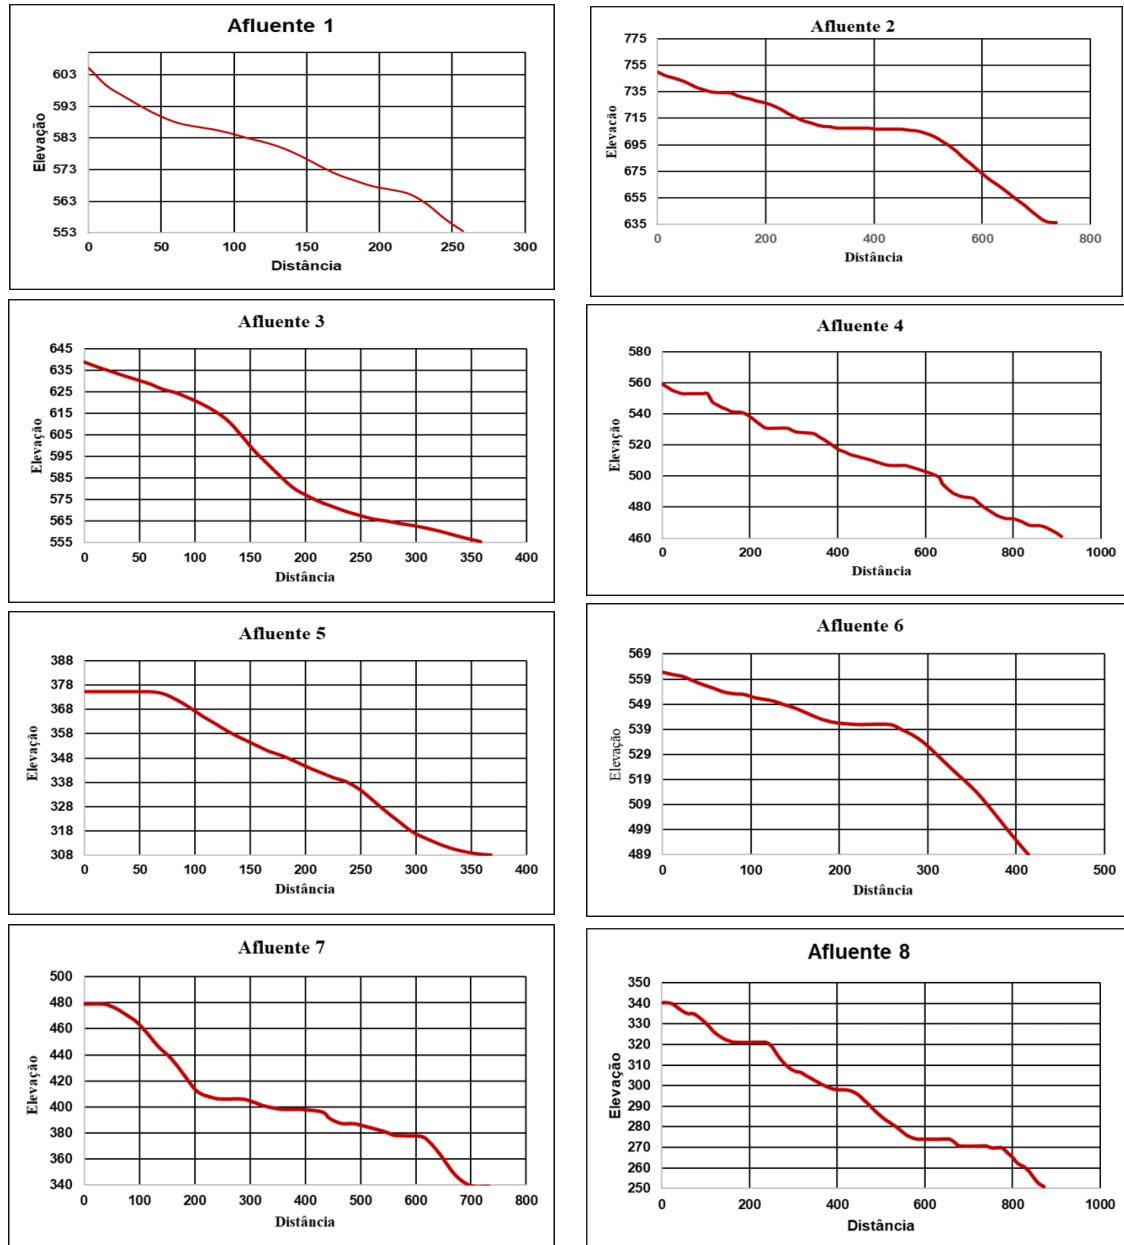 Afluente 1
Elevação
603
593
583
573
563
553
0 50 100 150 200 250 300
Distância
Afluente 2
Elevação
775
755
735
715
695
675
655
635
0 200 400 600 800
Distância
Afluente 3
Elevação
645
635
625
615
605
595
585
575
565
555
0 50 100 150 200 250 300 350 400
Distância
Afluente 4
Elevação
580
560
540
520
500
480
460
0 200 400 600 800 1000
Distância
Afluente 5
Elevação
388
378
368
358
348
338
328
318
308
0 50 100 150 200 250 300 350 400
Distância
Afluente 6
Elevação
569
559
549
539
529
519
509
499
489
0 100 200 300 400 500
Distância
Afluente 7
Elevação
500
480
460
440
420
400
380
360
340
0 100 200 300 400 500 600 700 800
Distância
Afluente 8
Elevação
350
340
330
320
310
300
290
280
270
260
250
0 200 400 600 800 1000
Distância